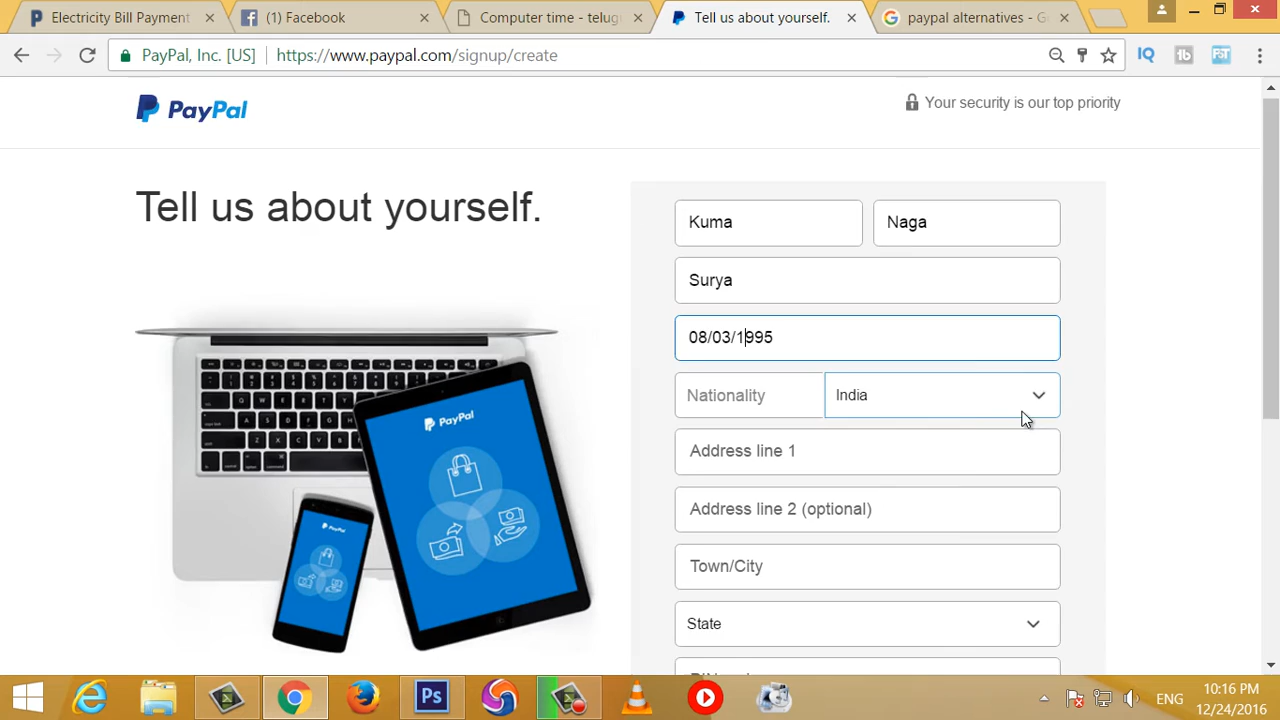 Electricity Bill Payment
(1) Facebook
Computer time - telug
Tell us about yourself.
paypal alternatives - G
PayPal, Inc. [US]
https://www.paypal.com/signup/create
PayPal
Your security is our top priority
Tell us about yourself.
Kuma
Naga
Surya
08/03/1995
Nationality
India
Address line 1
Address line 2 (optional)
Town/City
State
PayPal
PayPal
ENG
10:16 PM
12/24/2016